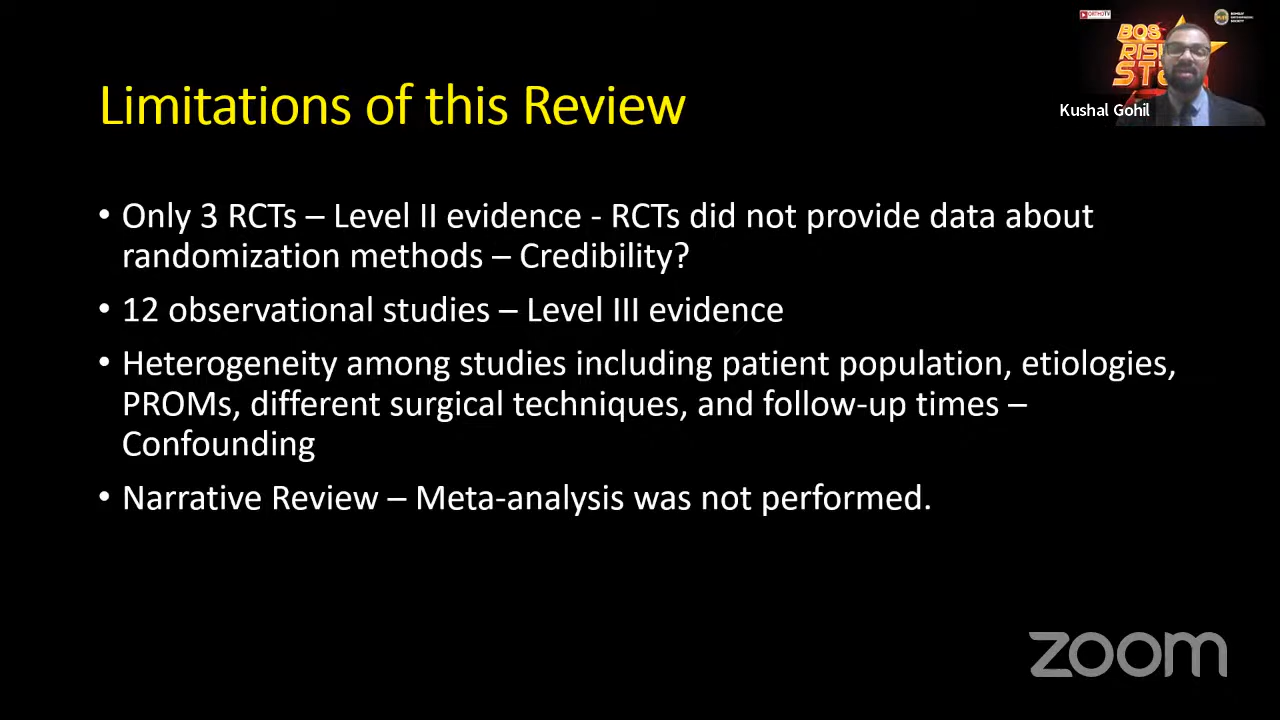 Limitations of this Review
• Only 3 RCTs – Level II evidence - RCTs did not provide data about
randomization methods – Credibility?
• 12 observational studies – Level III evidence
• Heterogeneity among studies including patient population, etiologies,
PROMs, different surgical techniques, and follow-up times –
Confounding
• Narrative Review – Meta-analysis was not performed.
ORTHOTV
BOS
Kushal Gohil
zoom